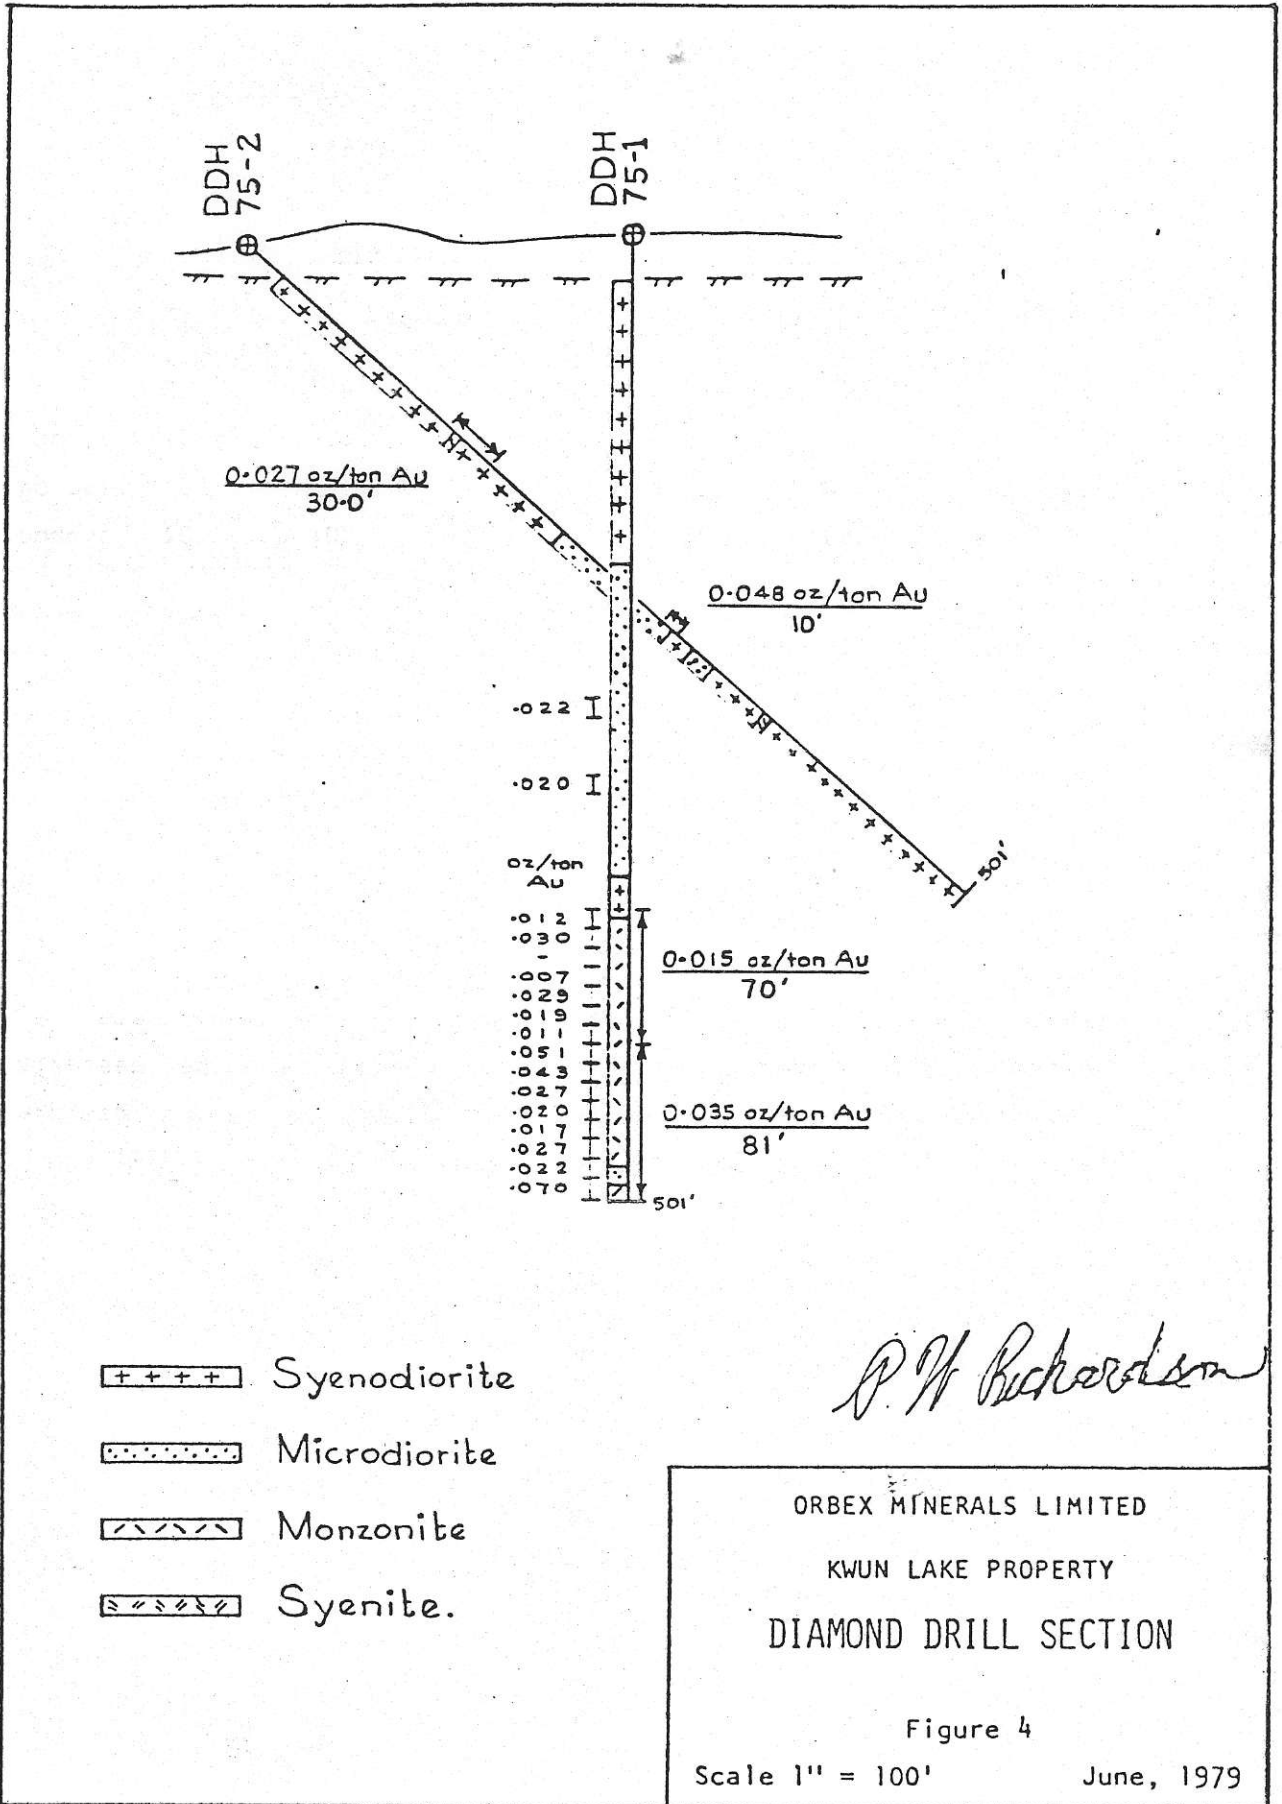 DDH
75-2
DDH
75-1
0.027 oz/ton Au
30.0'
0.048 oz/ton Au
10'
.022
.020
oz/ton
Au
.012
.030
-
.007
.029
.019
.011
.051
.043
.027
.020
.017
.027
.022
.070
0.015 oz/ton Au
70'
0.035 oz/ton Au
81'
501'
501'
Syenodiorite
Microdiorite
Monzonite
Syenite.
P. W Richardson
ORBEX MINERALS LIMITED
KWUN LAKE PROPERTY
DIAMOND DRILL SECTION
Figure 4
Scale 1" = 100' June, 1979